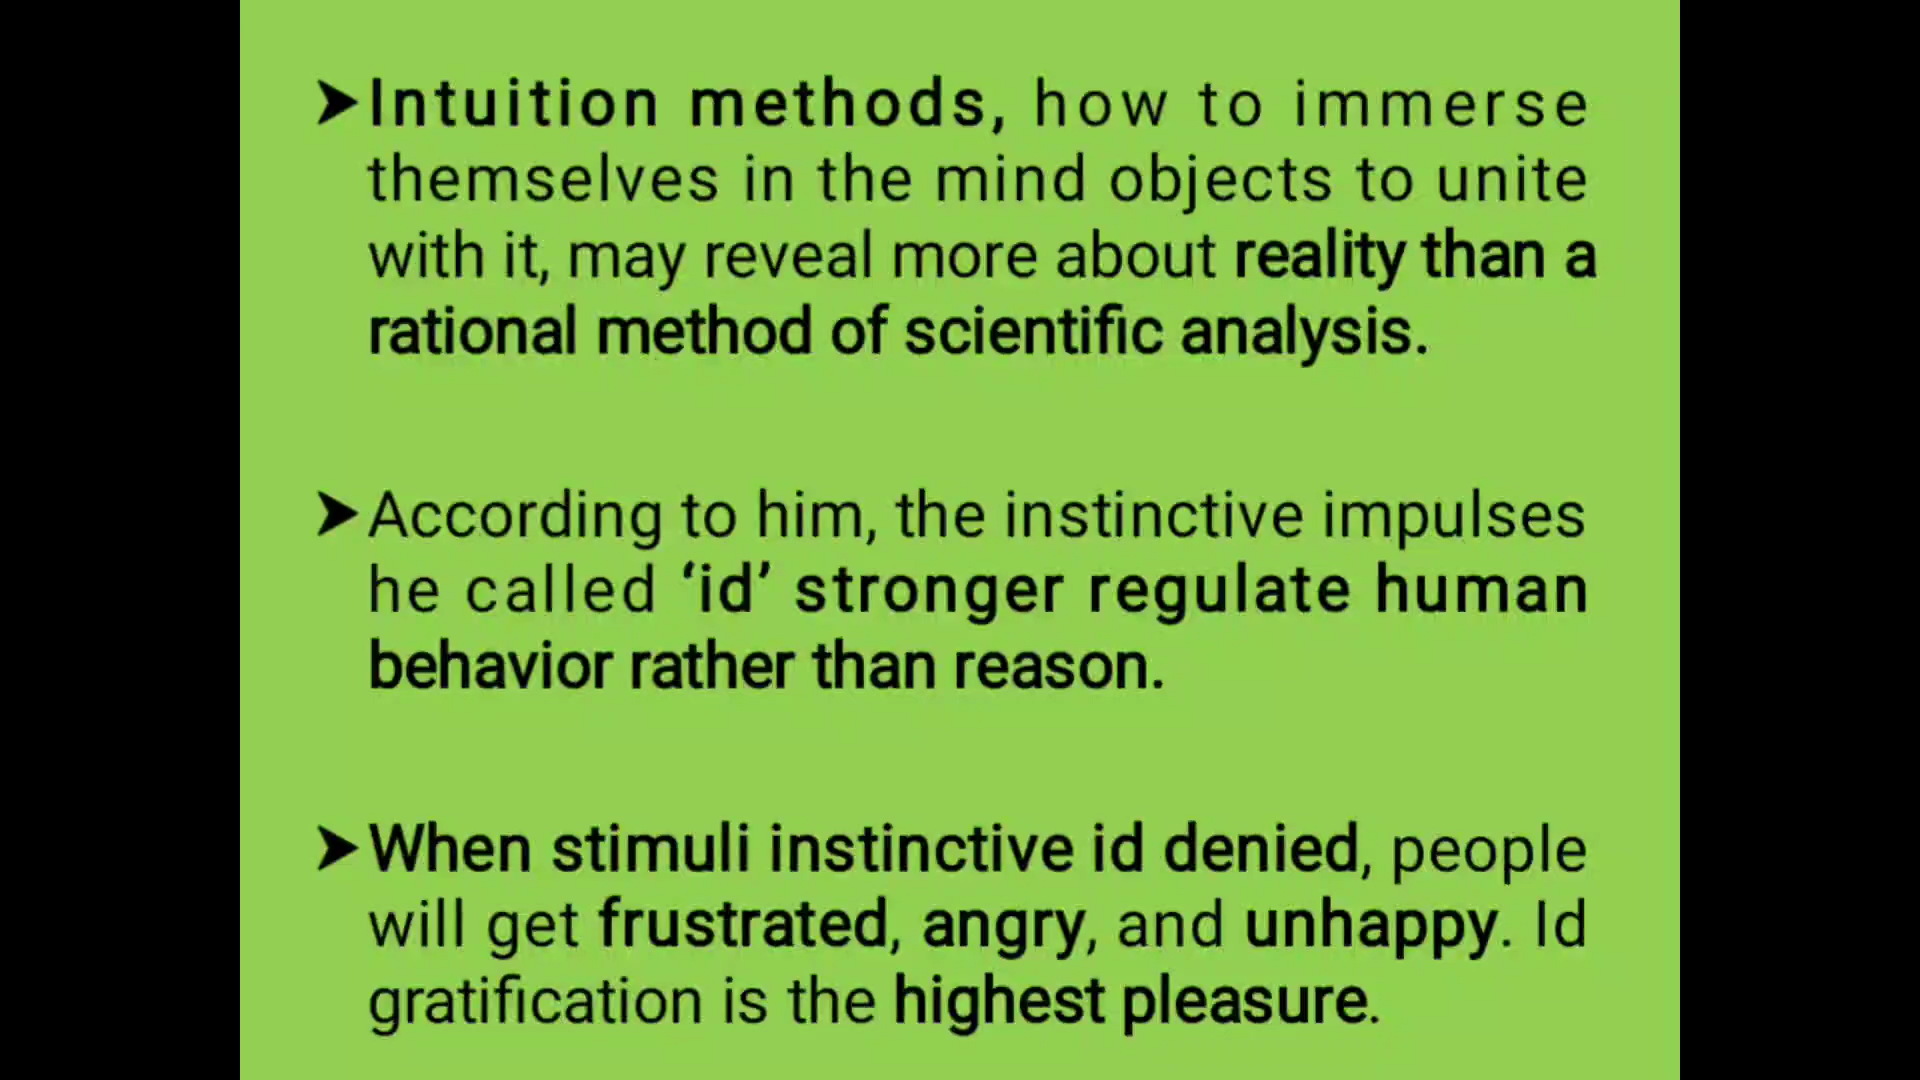 ➤Intuition methods, how to immerse
themselves in the mind objects to unite
with it, may reveal more about reality than a
rational method of scientific analysis.
➤According to him, the instinctive impulses
he called ‘id’ stronger regulate human
behavior rather than reason.
➤When stimuli instinctive id denied, people
will get frustrated, angry, and unhappy. Id
gratification is the highest pleasure.